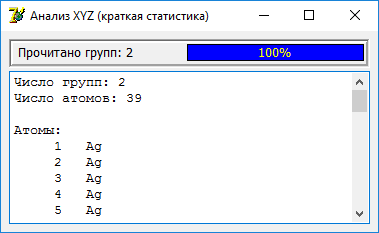 Анализ XYZ (краткая статистика)
Прочитано групп: 2 100%
Число групп: 2
Число атомов: 39
Атомы:
1 Ag
2 Ag
3 Ag
4 Ag
5 Ag